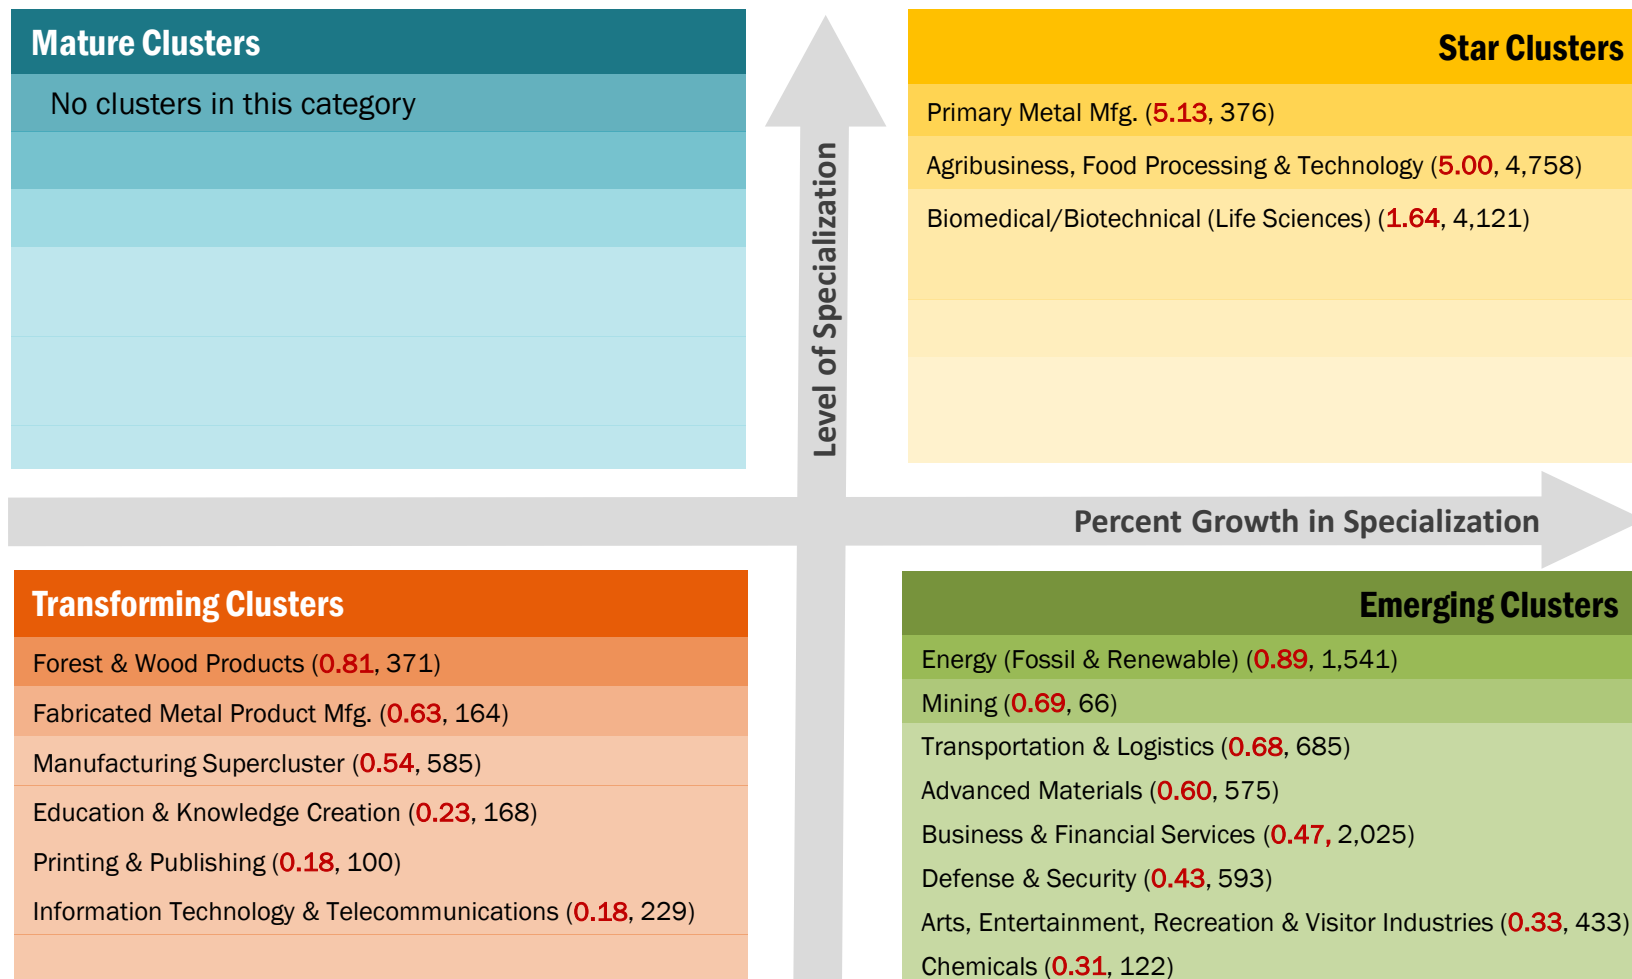 Mature Clusters
No clusters in this category
Star Clusters
Primary Metal Mfg. (5.13, 376)
Agribusiness, Food Processing & Technology (5.00, 4,758)
Biomedical/Biotechnical (Life Sciences) (1.64, 4,121)
Level of Specialization
Percent Growth in Specialization
Transforming Clusters
Forest & Wood Products (0.81, 371)
Fabricated Metal Product Mfg. (0.63, 164)
Manufacturing Supercluster (0.54, 585)
Education & Knowledge Creation (0.23, 168)
Printing & Publishing (0.18, 100)
Information Technology & Telecommunications (0.18, 229)
Emerging Clusters
Energy (Fossil & Renewable) (0.89, 1,541)
Mining (0.69, 66)
Transportation & Logistics (0.68, 685)
Advanced Materials (0.60, 575)
Business & Financial Services (0.47, 2,025)
Defense & Security (0.43, 593)
Arts, Entertainment, Recreation & Visitor Industries (0.33, 433)
Chemicals (0.31, 122)